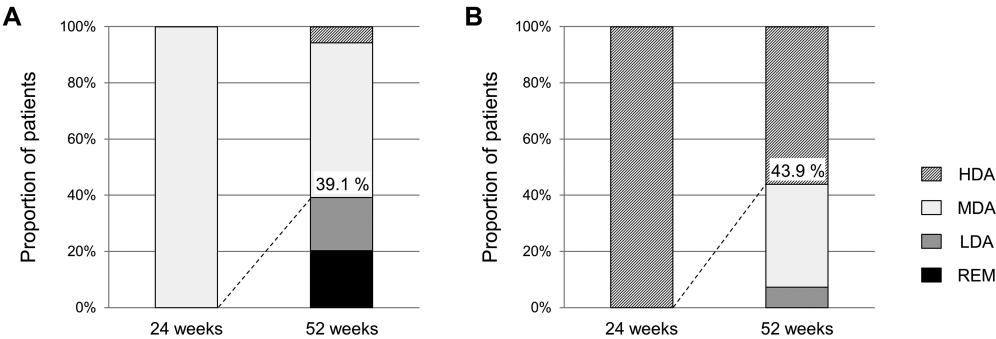 A
Proportion of patients
100%
80%
60%
40%
20%
0%
39.1 %
24 weeks
52 weeks
B
Proportion of patients
100%
80%
60%
40%
20%
0%
43.9 %
24 weeks
52 weeks
HDA
MDA
LDA
REM